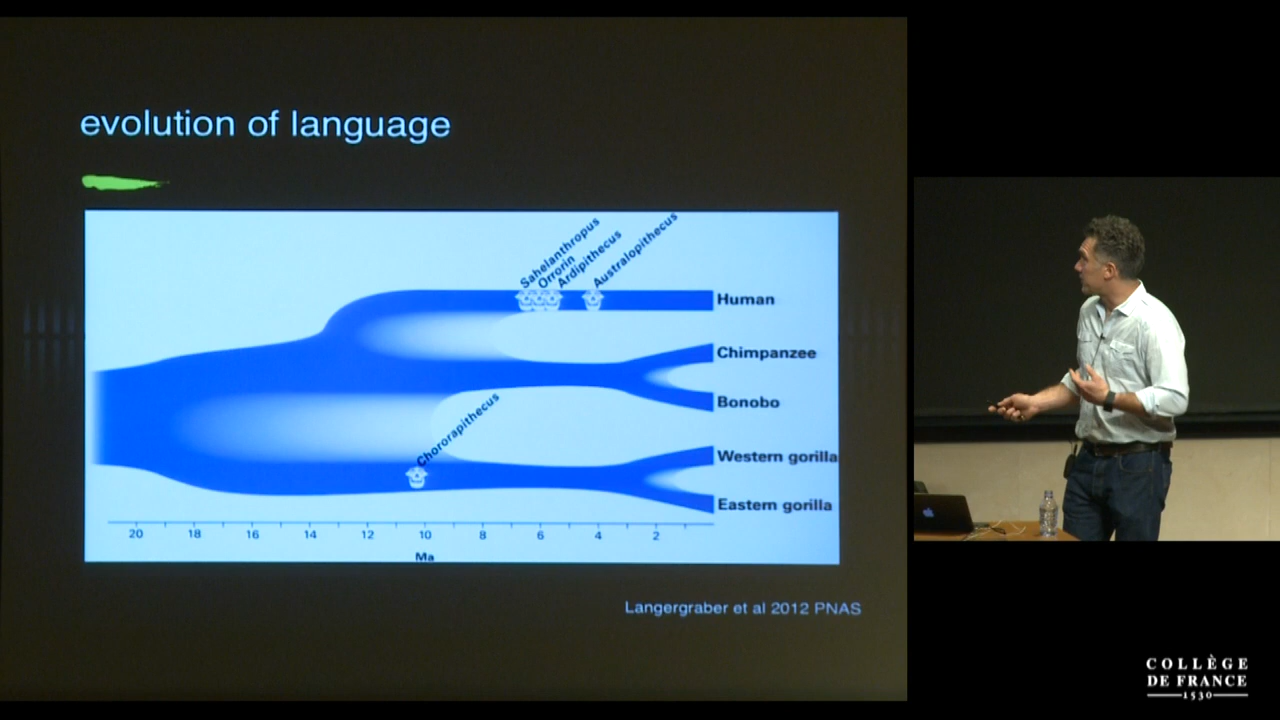 evolution of language
Sahelanthropus
Orrorin
Ardipithecus
Australopithecus
Human
Chimpanzee
Bonobo
Chororapithecus
Western gorilla
Eastern gorilla
20 18 16 14 12 10 8 6 4 2
Ma
Langergraber et al 2012 PNAS
COLLÈGE
DE FRANCE
1530